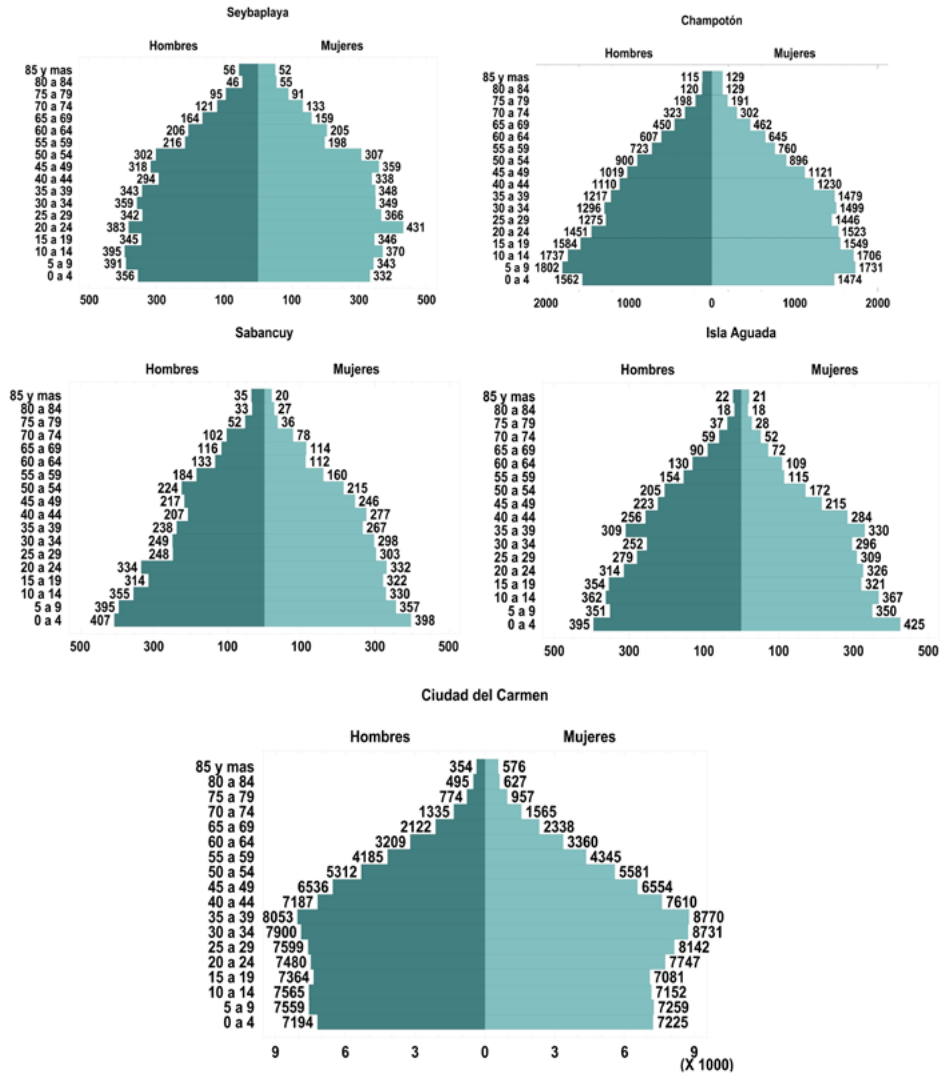 Seybaplaya
Hombres Mujeres
85 y mas 56 52
80 a 84 46 55
75 a 79 95 91
70 a 74 121 133
65 a 69 164 159
60 a 64 206 205
55 a 59 216 198
50 a 54 302 307
45 a 49 318 359
40 a 44 294 338
35 a 39 343 348
30 a 34 359 349
25 a 29 342 366
20 a 24 383 431
15 a 19 345 346
10 a 14 395 370
5 a 9 391 343
0 a 4 356 332
500 300 100 100 300 500
Champotón
Hombres Mujeres
85 y mas 115 129
80 a 84 120 129
75 a 79 198 191
70 a 74 323 302
65 a 69 450 462
60 a 64 607 645
55 a 59 723 760
50 a 54 900 896
45 a 49 1019 1121
40 a 44 1110 1230
35 a 39 1217 1479
30 a 34 1296 1499
25 a 29 1275 1446
20 a 24 1451 1523
15 a 19 1584 1549
10 a 14 1737 1706
5 a 9 1802 1731
0 a 4 1562 1474
2000 1000 0 1000 2000
Sabancuy
Hombres Mujeres
85 y mas 35 20
80 a 84 33 27
75 a 79 52 36
70 a 74 102 78
65 a 69 116 114
60 a 64 133 112
55 a 59 184 160
50 a 54 224 215
45 a 49 217 246
40 a 44 207 277
35 a 39 238 267
30 a 34 249 298
25 a 29 248 303
20 a 24 334 332
15 a 19 314 322
10 a 14 355 330
5 a 9 395 357
0 a 4 407 398
500 300 100 100 300 500
Isla Aguada
Hombres Mujeres
85 y mas 22 21
80 a 84 18 18
75 a 79 37 28
70 a 74 59 52
65 a 69 90 72
60 a 64 130 109
55 a 59 154 115
50 a 54 205 172
45 a 49 223 215
40 a 44 256 284
35 a 39 309 330
30 a 34 252 296
25 a 29 279 309
20 a 24 314 326
15 a 19 354 321
10 a 14 362 367
5 a 9 351 350
0 a 4 395 425
500 300 100 100 300 500
Ciudad del Carmen
Hombres Mujeres
85 y mas 354 576
80 a 84 495 627
75 a 79 774 957
70 a 74 1335 1565
65 a 69 2122 2338
60 a 64 3209 3360
55 a 59 4185 4345
50 a 54 5312 5581
45 a 49 6536 6554
40 a 44 7187 7610
35 a 39 8053 8770
30 a 34 7900 8731
25 a 29 7599 8142
20 a 24 7480 7747
15 a 19 7364 7081
10 a 14 7565 7152
5 a 9 7559 7259
0 a 4 7194 7225
9 6 3 0 3 6 9
(X 1000)